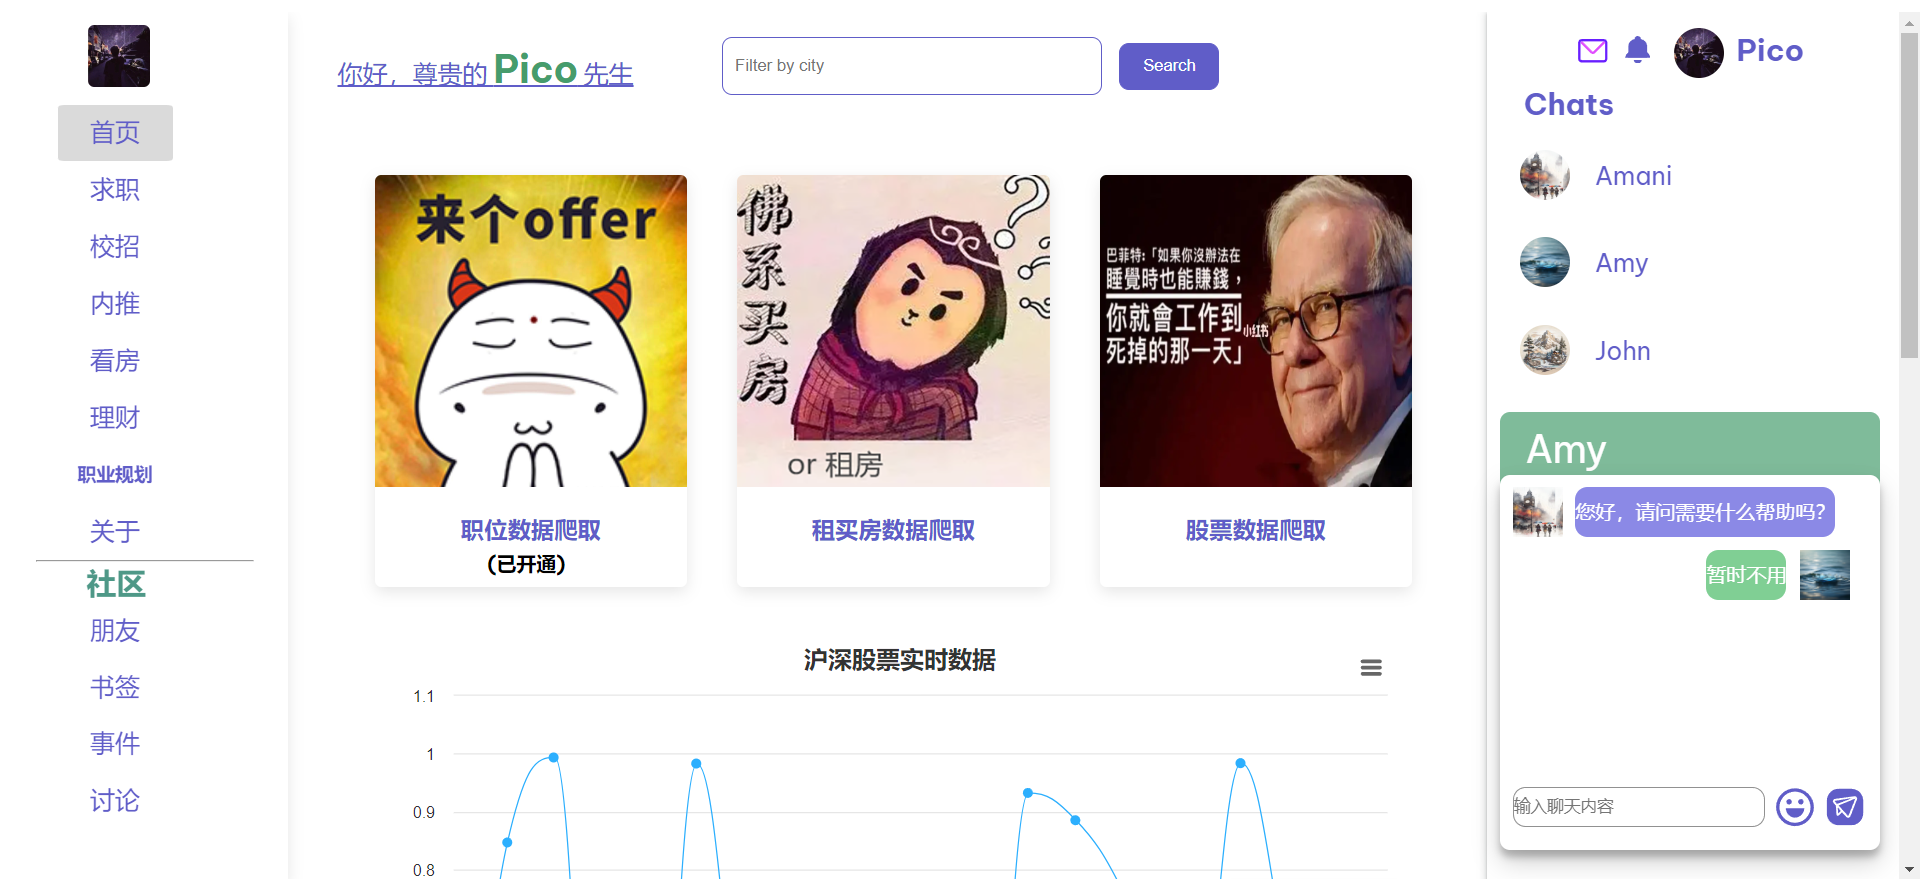 首页
求职
校招
内推
看房
理财
职业规划
关于
社区
朋友
书签
事件
讨论
你好，尊贵的 Pico 先生
Filter by city
Search
来个offer
职位数据爬取
(已开通)
佛系买房
or 租房
租买房数据爬取
巴菲特:「如果你沒辦法在
睡覺時也能賺錢，
你就會工作到
死掉的那一天」
小红书
股票数据爬取
沪深股票实时数据
1.1
1
0.9
0.8
Pico
Chats
Amani
Amy
John
Amy
您好，请问需要什么帮助吗？
暂时不用
输入聊天内容